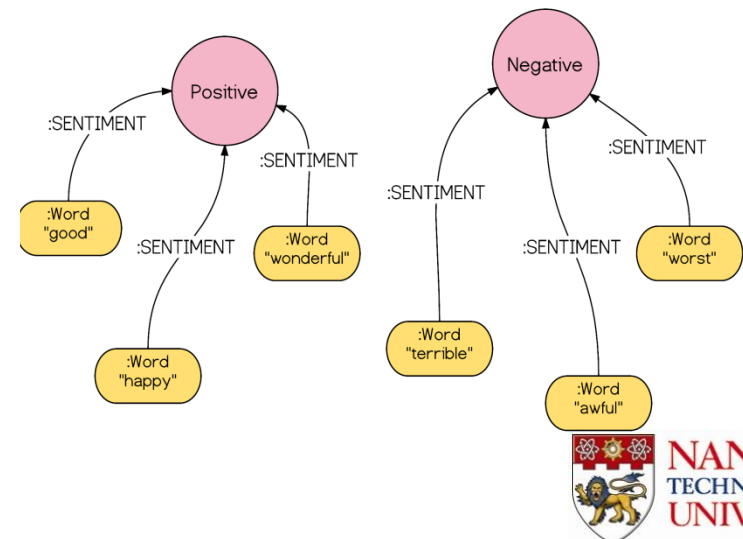 Positive
:SENTIMENT
:SENTIMENT
:SENTIMENT
:Word
"good"
:Word
"wonderful"
:Word
"happy"
Negative
:SENTIMENT
:SENTIMENT
:SENTIMENT
:Word
"worst"
:Word
"terrible"
:Word
"awful"
NAN
TECHN
UNIV